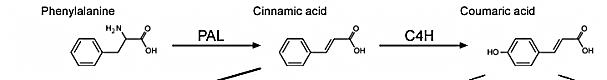 Phenylalanine Cinnamic acid Coumaric acid
H₂N O OH PAL O OH C4H HO O OH